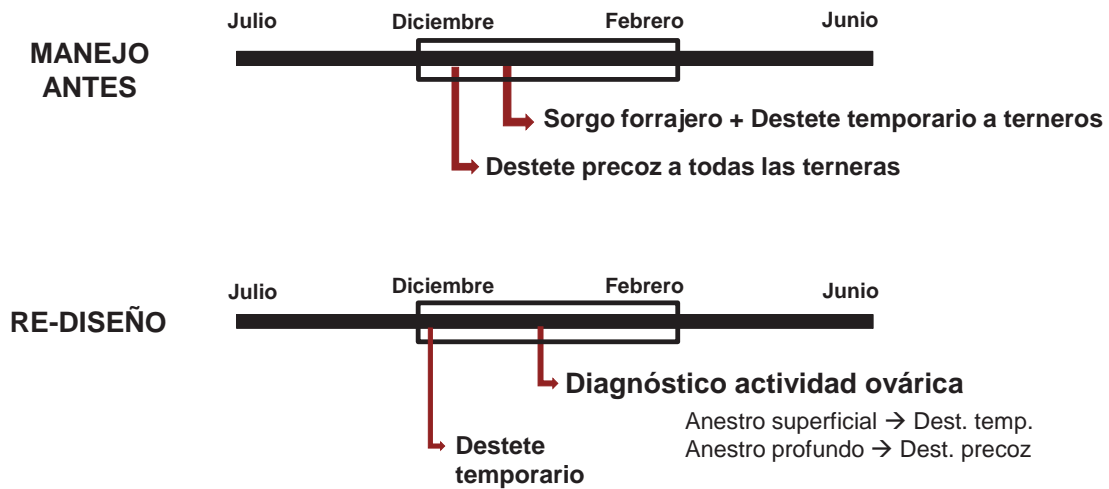 Julio Diciembre Febrero Junio
MANEJO
ANTES
Sorgo forrajero + Destete temporario a terneros
Destete precoz a todas las terneras
Julio Diciembre Febrero Junio
RE-DISEÑO
Diagnóstico actividad ovárica
Anestro superficial → Dest. temp.
Anestro profundo → Dest. precoz
Destete
temporario